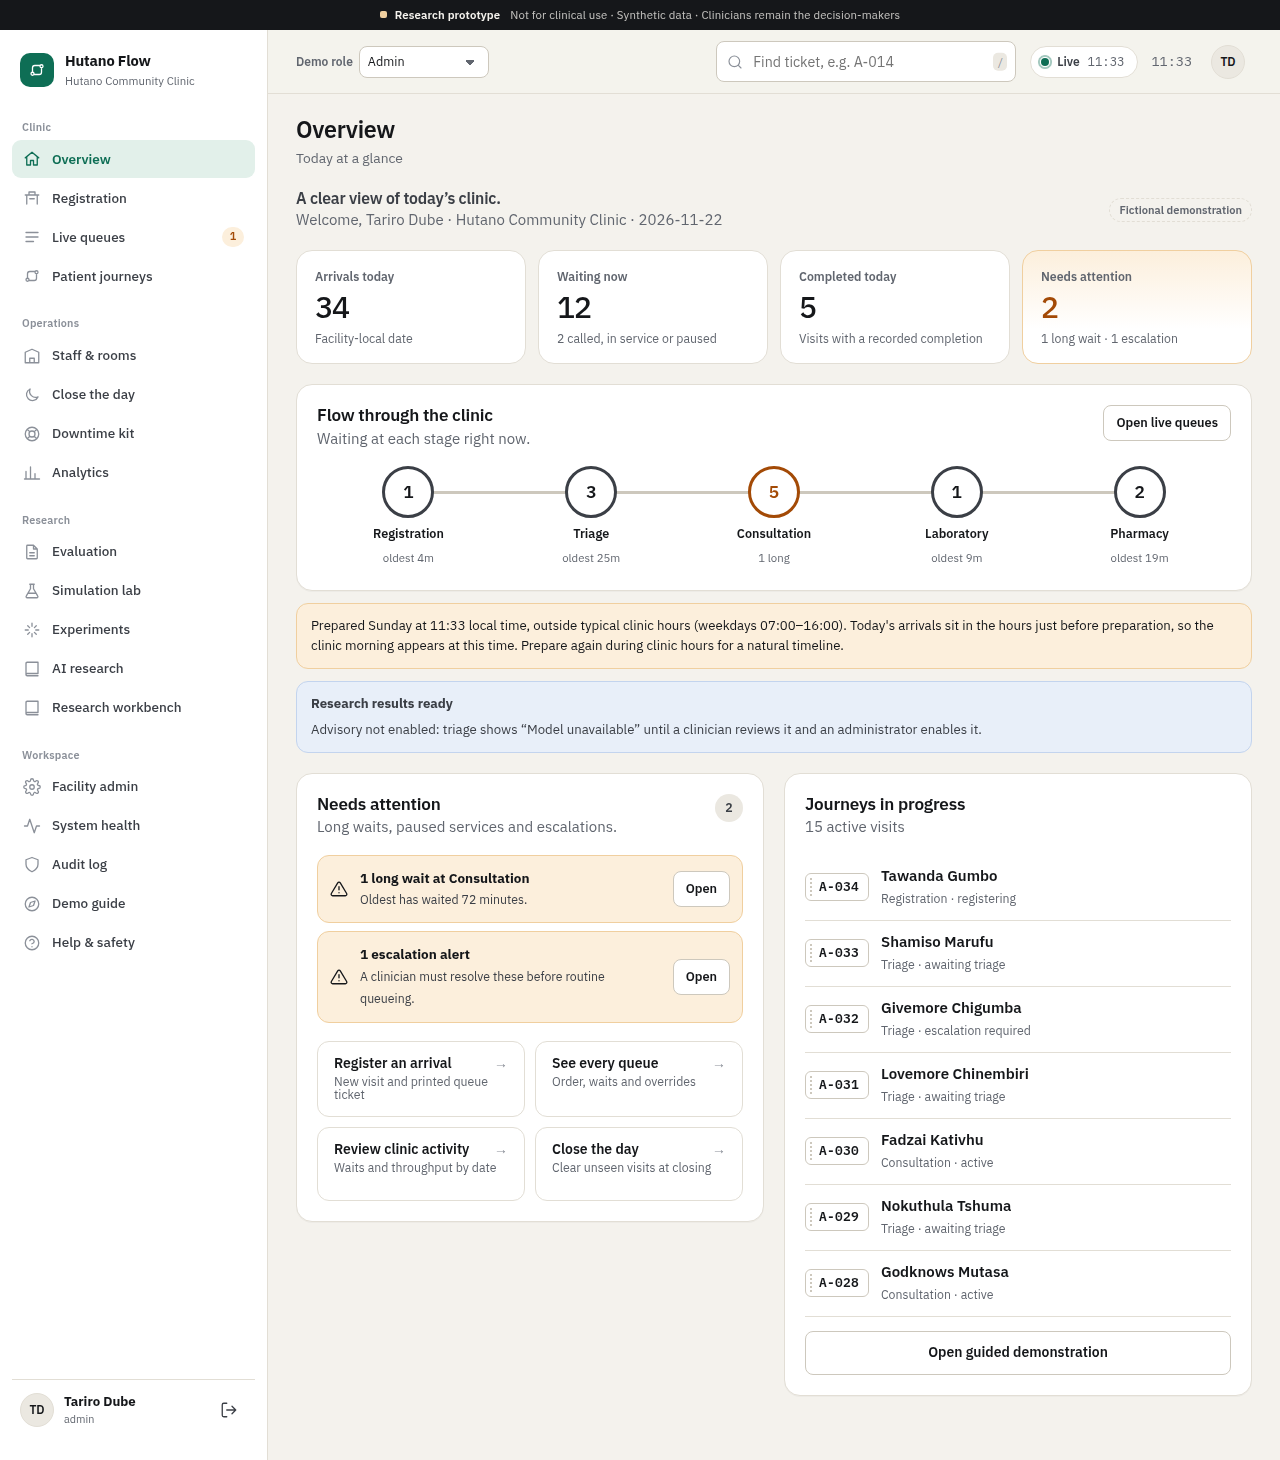 Research prototype Not for clinical use · Synthetic data · Clinicians remain the decision-makers
Hutano Flow
Hutano Community Clinic
Clinic
Overview
Registration
Live queues 1
Patient journeys
Operations
Staff & rooms
Close the day
Downtime kit
Analytics
Research
Evaluation
Simulation lab
Experiments
AI research
Research workbench
Workspace
Facility admin
System health
Audit log
Demo guide
Help & safety
TD
Tariro Dube
admin
Demo role Admin
Find ticket, e.g. A-014 /
Live 11:33
11:33
TD
Overview
Today at a glance
A clear view of today’s clinic.
Welcome, Tariro Dube · Hutano Community Clinic · 2026-11-22
Fictional demonstration
Arrivals today
34
Facility-local date
Waiting now
12
2 called, in service or paused
Completed today
5
Visits with a recorded completion
Needs attention
2
1 long wait · 1 escalation
Flow through the clinic
Waiting at each stage right now.
Open live queues
1
Registration
oldest 4m
3
Triage
oldest 25m
5
Consultation
1 long
1
Laboratory
oldest 9m
2
Pharmacy
oldest 19m
Prepared Sunday at 11:33 local time, outside typical clinic hours (weekdays 07:00–16:00). Today's arrivals sit in the hours just before preparation, so the
clinic morning appears at this time. Prepare again during clinic hours for a natural timeline.
Research results ready
Advisory not enabled: triage shows “Model unavailable” until a clinician reviews it and an administrator enables it.
Needs attention
2
Long waits, paused services and escalations.
1 long wait at Consultation
Oldest has waited 72 minutes.
Open
1 escalation alert
A clinician must resolve these before routine
queueing.
Open
Register an arrival →
New visit and printed queue
ticket
See every queue →
Order, waits and overrides
Review clinic activity →
Waits and throughput by date
Close the day →
Clear unseen visits at closing
Journeys in progress
15 active visits
A-034
Tawanda Gumbo
Registration · registering
A-033
Shamiso Marufu
Triage · awaiting triage
A-032
Givemore Chigumba
Triage · escalation required
A-031
Lovemore Chinembiri
Triage · awaiting triage
A-030
Fadzai Kativhu
Consultation · active
A-029
Nokuthula Tshuma
Triage · awaiting triage
A-028
Godknows Mutasa
Consultation · active
Open guided demonstration